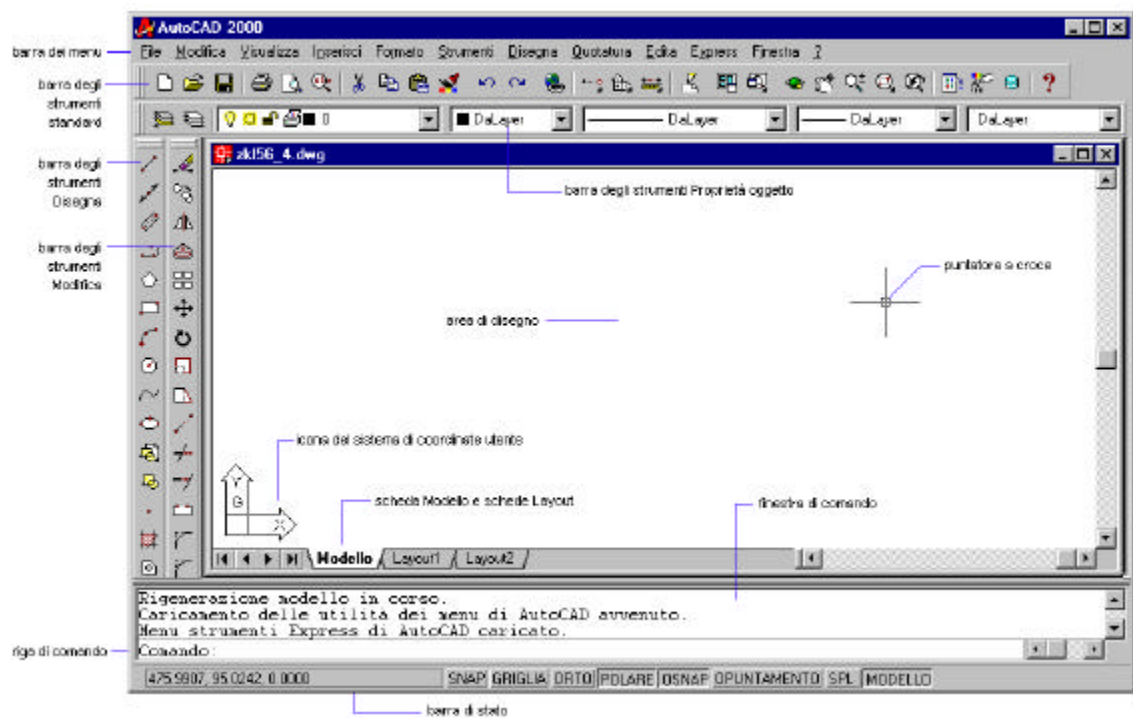 AutoCAD 2000
barra dei menu
File Modifica Visualizza Inserisci Formato Strumenti Disegna Quotatura Edita Express Finestra ?
barra degli
strumenti
standard
0 DaLayer DaLayer DaLayer DaLayer
zkl56_4.dwg
barra degli
strumenti
Disegna
barra degli strumenti Proprietà oggetto
barra degli
strumenti
Modifica
puntatore a croce
area di disegno
icona del sistema di coordinate utente
Y
G
X
scheda Modello e schede Layout
finestra di comando
Modello Layout1 Layout2
Rigenerazione modello in corso.
Caricamento delle utilità dei menu di AutoCAD avvenuto.
Menu strumenti Express di AutoCAD caricato.
riga di comando
Comando:
475.9907, 95.0242, 0.0000 SNAP GRIGLIA ORTO POLARE OSNAP OPUNTAMENTO SPL MODELLO
barra di stato